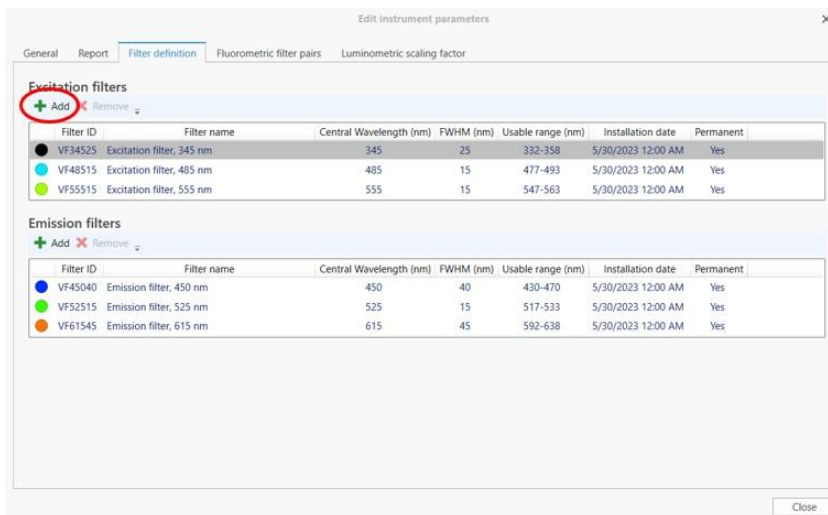 Edit instrument parameters
General Report Filter definition Fluorometric filter pairs Luminometric scaling factor
Excitation filters
Add Remove
Filter ID Filter name Central Wavelength (nm) FWHM (nm) Usable range (nm) Installation date Permanent
VF34525 Excitation filter, 345 nm 345 25 332-358 5/30/2023 12:00 AM Yes
VF48515 Excitation filter, 485 nm 485 15 477-493 5/30/2023 12:00 AM Yes
VF55515 Excitation filter, 555 nm 555 15 547-563 5/30/2023 12:00 AM Yes
Emission filters
Add Remove
Filter ID Filter name Central Wavelength (nm) FWHM (nm) Usable range (nm) Installation date Permanent
VF45040 Emission filter, 450 nm 450 40 430-470 5/30/2023 12:00 AM Yes
VF52515 Emission filter, 525 nm 525 15 517-533 5/30/2023 12:00 AM Yes
VF61545 Emission filter, 615 nm 615 45 592-638 5/30/2023 12:00 AM Yes
Close